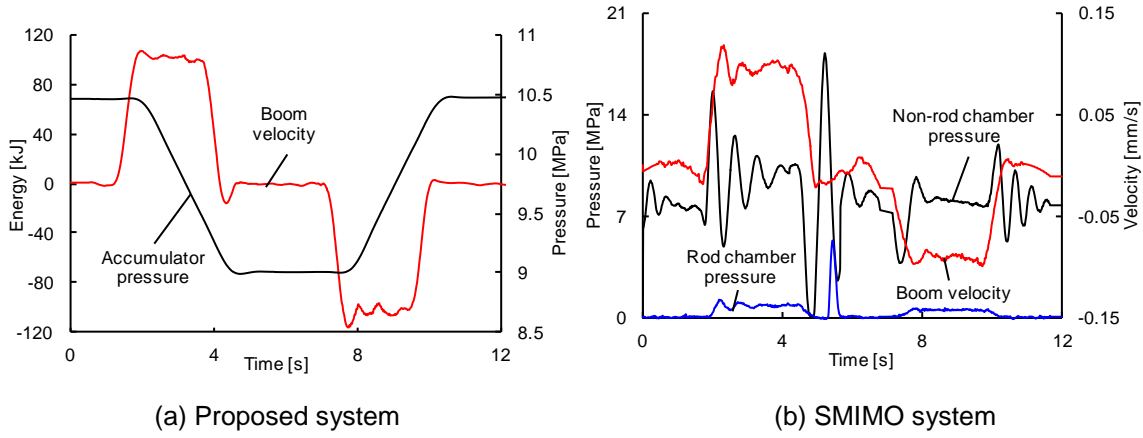 120
80
40
0
-40
-80
-120
Energy [kJ]
11
10.5
10
9.5
9
8.5
Pressure [MPa]
Boom
velocity
Accumulator
pressure
0
4
8
12
Time [s]
(a) Proposed system
21
14
7
0
Pressure [MPa]
0.15
0.05
-0.05
-0.15
Velocity [mm/s]
Non-rod chamber
pressure
Rod chamber
pressure
Boom velocity
0
4
8
12
Time [s]
(b) SMIMO system